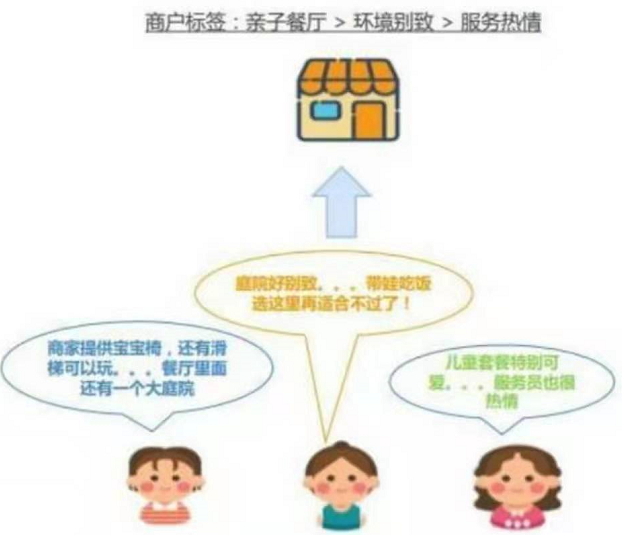 商户标签：亲子餐厅 > 环境别致 > 服务热情
庭院好别致。。。带娃吃饭
选这里再适合不过了！
商家提供宝宝椅，还有滑
梯可以玩。。。餐厅里面
还有一个大庭院
儿童套餐特别可
爱。。。服务员也很
热情